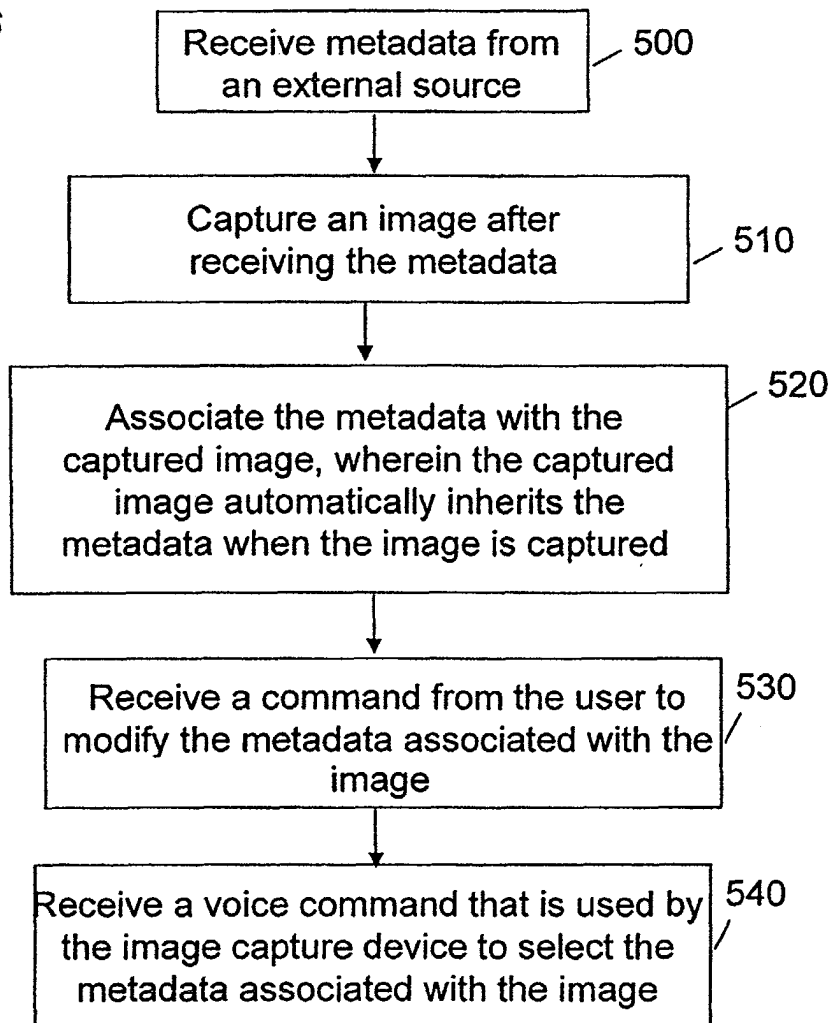 Receive metadata from
an external source
500
Capture an image after
receiving the metadata
510
Associate the metadata with the
captured image, wherein the captured
image automatically inherits the
metadata when the image is captured
520
Receive a command from the user to
modify the metadata associated with the
image
530
Receive a voice command that is used by
the image capture device to select the
metadata associated with the image
540